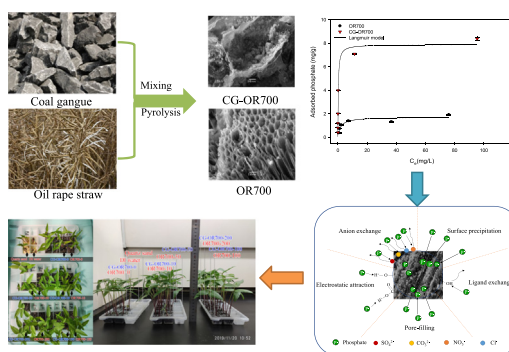 Coal gangue
Oil rape straw
Mixing
Pyrolysis
CG-OR700
OR700
Adsorbed phosphate (mg/g)
10
8
6
4
2
0
OR700
CG-OR700
Langmuir model
0 20 40 60 80 100
Cₑ(mg/L)
Anion exchange
Surface precipitation
Ligand exchange
Electrostatic attraction
Pore-filling
Phosphate SO₄²⁻ CO₃²⁻ NO₃⁻ Cl⁻